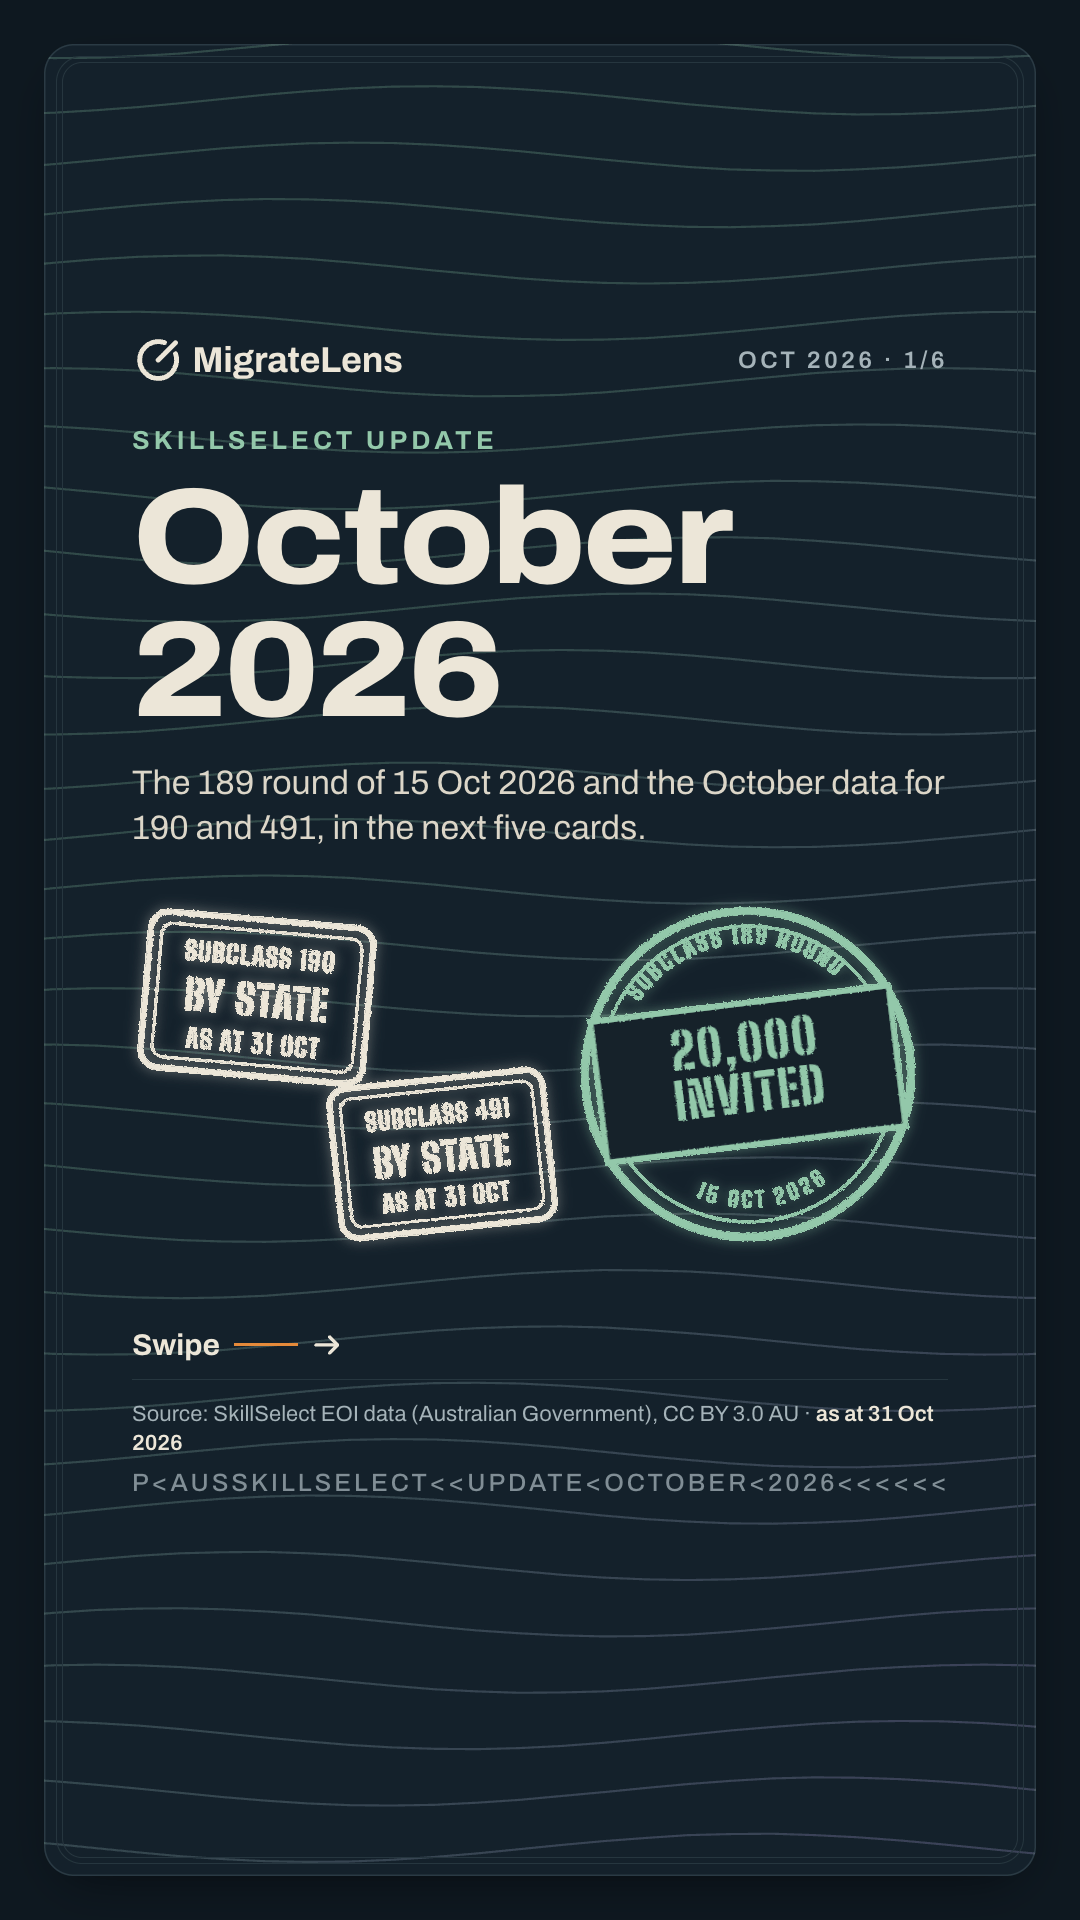 MigrateLens
OCT 2026 · 1/6
SKILLSELECT UPDATE
October
2026
The 189 round of 15 Oct 2026 and the October data for
190 and 491, in the next five cards.
SUBCLASS 190
BY STATE
AS AT 31 OCT
SUBCLASS 491
BY STATE
AS AT 31 OCT
SUBCLASS 189 ROUND
20,000
INVITED
15 OCT 2026
Swipe →
Source: SkillSelect EOI data (Australian Government), CC BY 3.0 AU · as at 31 Oct
2026
P<AUSSKILLSELECT<<UPDATE<OCTOBER<2026<<<<<<